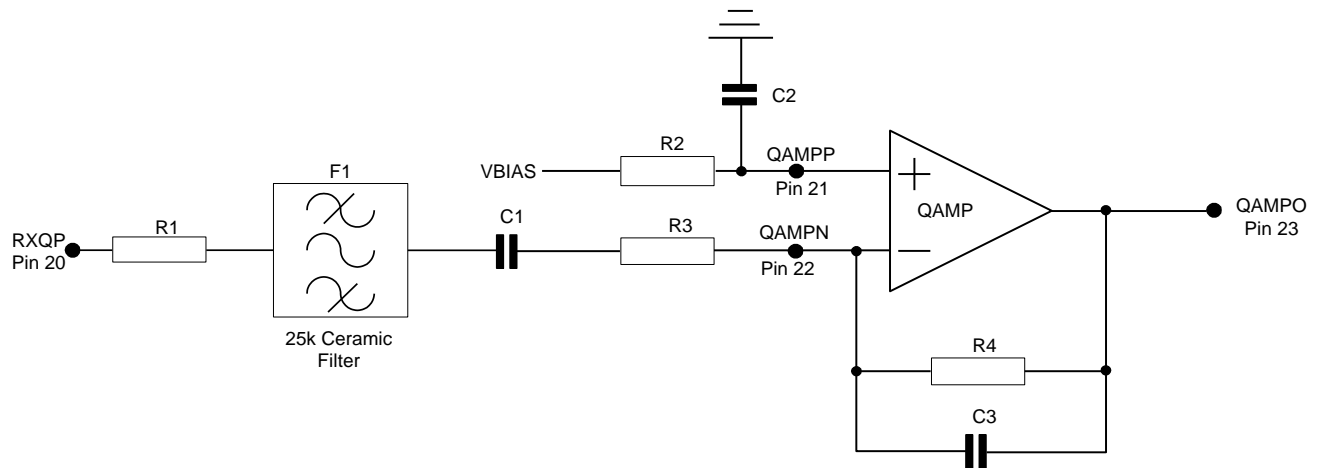 C2
R2
VBIAS
QAMPP
Pin 21
F1
QAMP
QAMPO
Pin 23
RXQP
Pin 20
R1
C1
R3
QAMPN
Pin 22
25k Ceramic
Filter
R4
C3